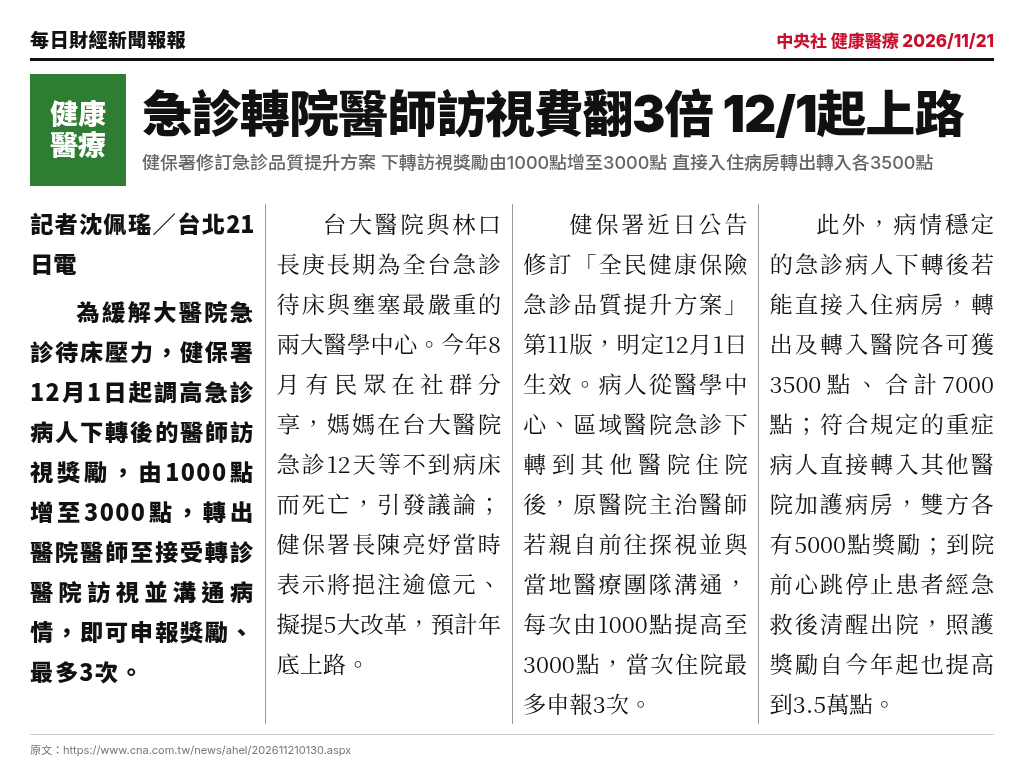 每日財經新聞報報
中央社 健康醫療 2026/11/21
健康
醫療
急診轉院醫師訪視費翻3倍 12/1起上路
健保署修訂急診品質提升方案 下轉訪視獎勵由1000點增至3000點 直接入住病房轉出轉入各3500點
記者沈佩瑤／台北21
日電
為緩解大醫院急
診待床壓力，健保署
12月1日起調高急診
病人下轉後的醫師訪
視獎勵，由1000點
增至3000點，轉出
醫院醫師至接受轉診
醫院訪視並溝通病
情，即可申報獎勵、
最多3次。
台大醫院與林口
長庚長期為全台急診
待床與壅塞最嚴重的
兩大醫學中心。今年8
月有民眾在社群分
享，媽媽在台大醫院
急診12天等不到病床
而死亡，引發議論；
健保署長陳亮妤當時
表示將挹注逾億元、
擬提5大改革，預計年
底上路。
健保署近日公告
修訂「全民健康保險
急診品質提升方案」
第11版，明定12月1日
生效。病人從醫學中
心、區域醫院急診下
轉到其他醫院住院
後，原醫院主治醫師
若親自前往探視並與
當地醫療團隊溝通，
每次由1000點提高至
3000點，當次住院最
多申報3次。
此外，病情穩定
的急診病人下轉後若
能直接入住病房，轉
出及轉入醫院各可獲
3500點、合計7000
點；符合規定的重症
病人直接轉入其他醫
院加護病房，雙方各
有5000點獎勵；到院
前心跳停止患者經急
救後清醒出院，照護
獎勵自今年起也提高
到3.5萬點。
原文：https://www.cna.com.tw/news/ahel/202611210130.aspx